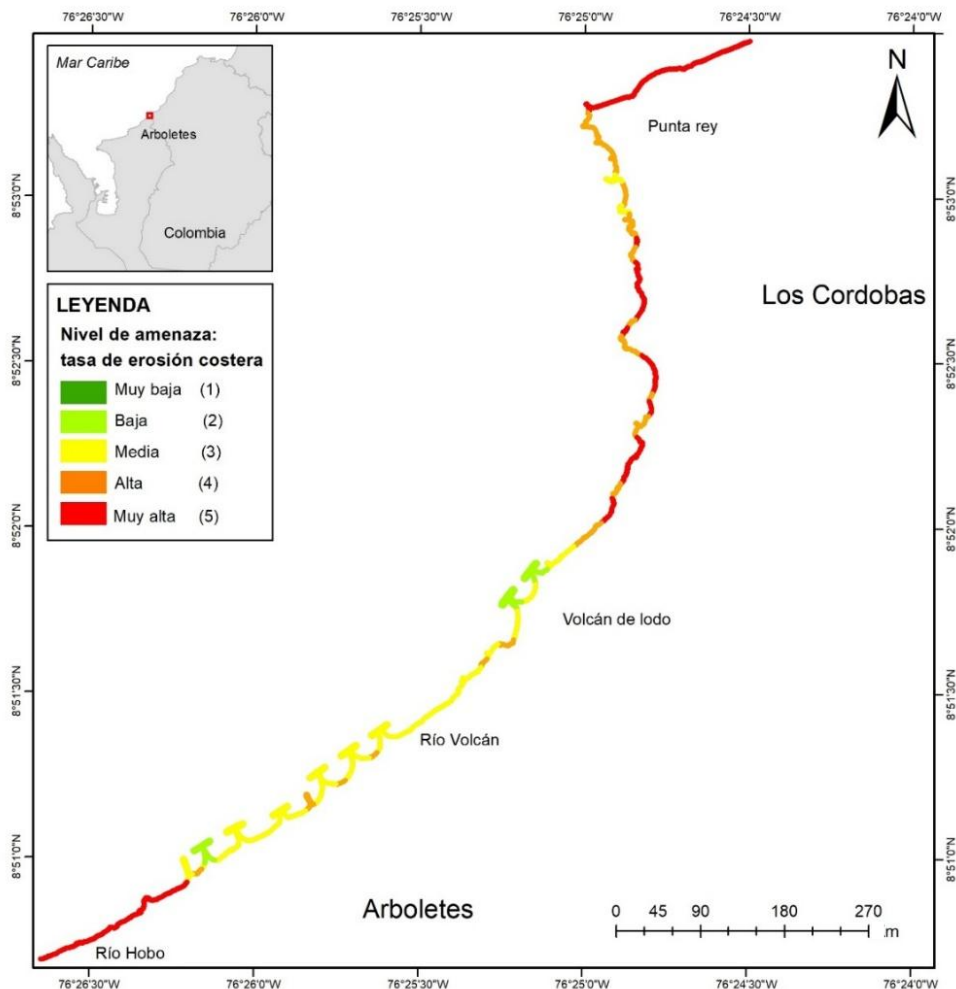 76°26'30"W 76°26'0"W 76°25'30"W 76°25'0"W 76°24'30"W 76°24'0"W
Mar Caribe
Arboletes
Colombia
N
Punta rey
8°53'0"N 8°53'0"N
Los Cordobas
LEYENDA
Nivel de amenaza:
tasa de erosión costera
Muy baja (1)
Baja (2)
Media (3)
Alta (4)
Muy alta (5)
8°52'30"N 8°52'30"N
8°52'0"N 8°52'0"N
Volcán de lodo
8°51'30"N 8°51'30"N
Río Volcán
8°51'0"N 8°51'0"N
Arboletes
0 45 90 180 270
m
Río Hobo
76°26'30"W 76°26'0"W 76°25'30"W 76°25'0"W 76°24'30"W 76°24'0"W